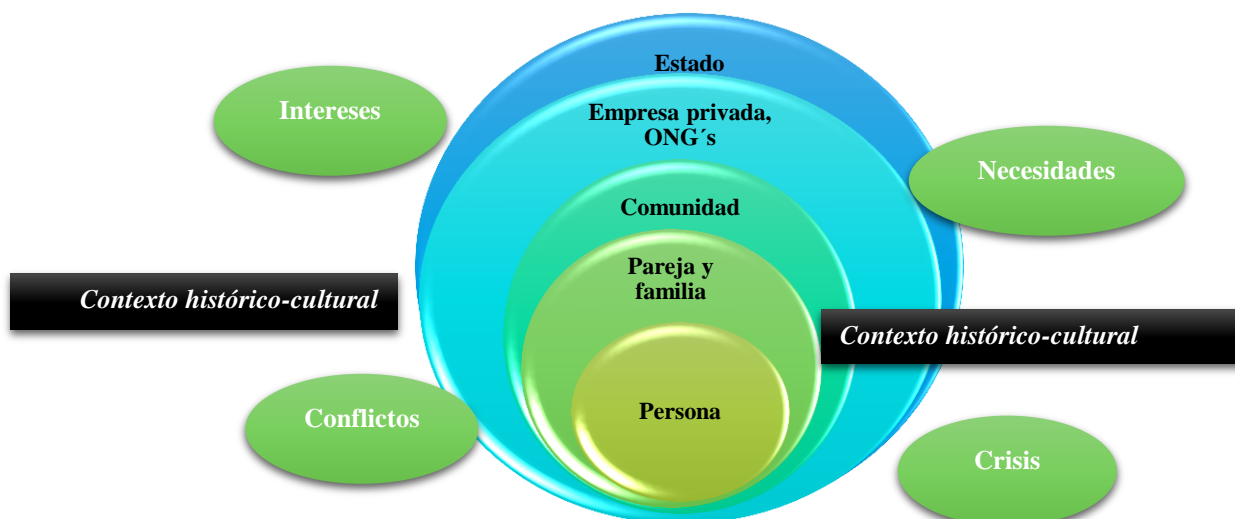 Estado
Intereses
Empresa privada,
ONG´s
Necesidades
Comunidad
Pareja y
familia
Contexto histórico-cultural
Contexto histórico-cultural
Persona
Conflictos
Crisis